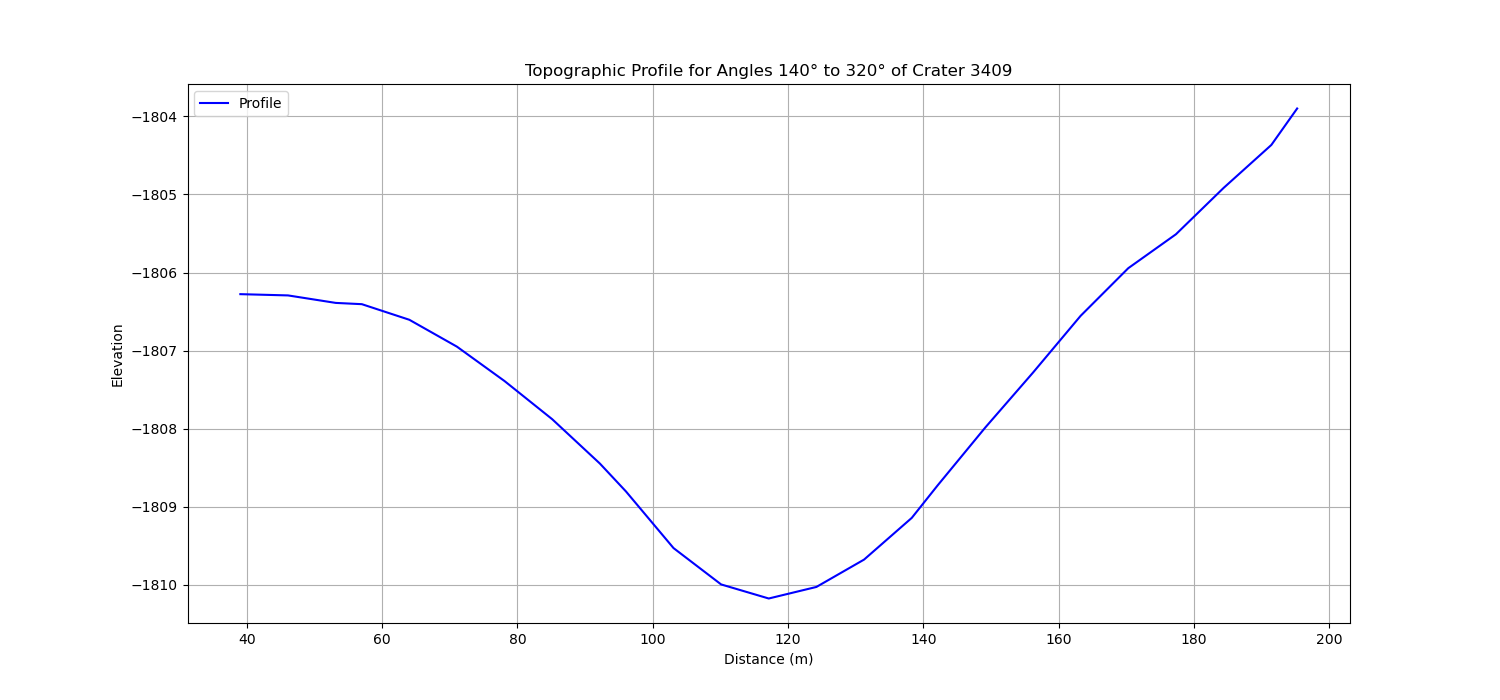 Topographic Profile for Angles 140° to 320° of Crater 3409
Profile
−1804
−1805
−1806
−1807
−1808
−1809
−1810
Elevation
40 60 80 100 120 140 160 180 200
Distance (m)